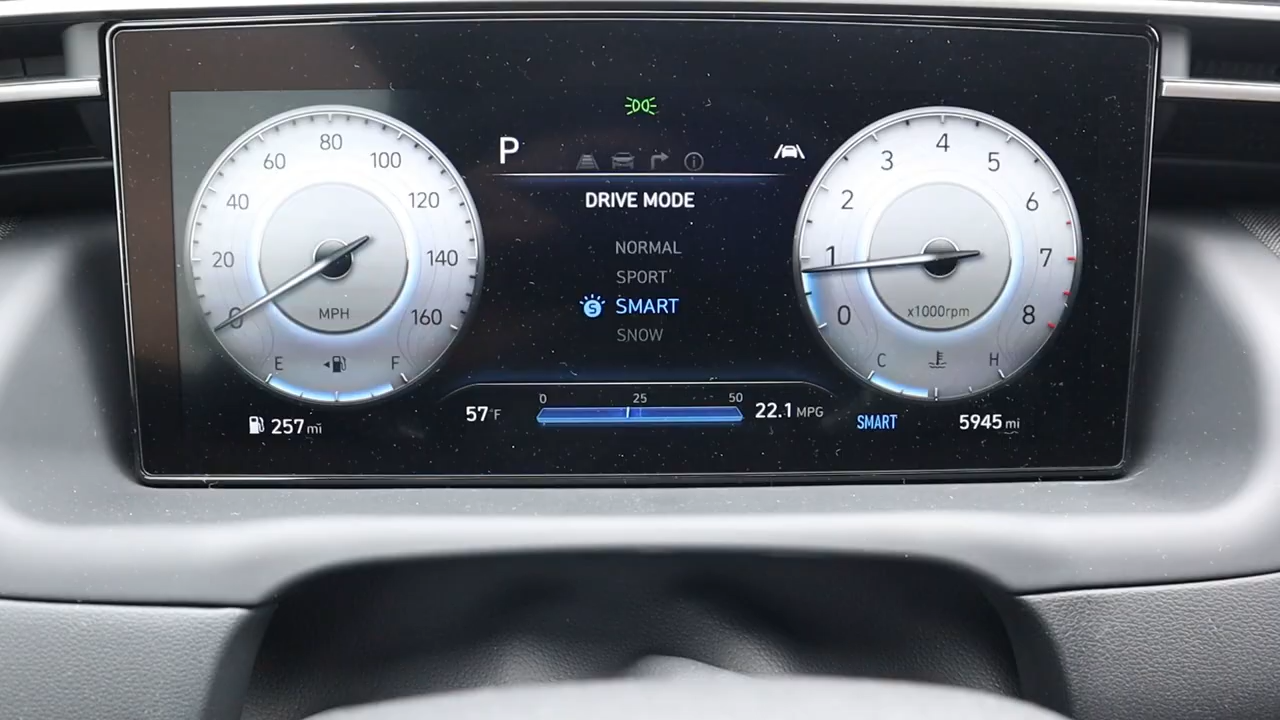 P
DRIVE MODE
NORMAL
SPORT
SMART
SNOW
0
20
40
60
80
100
120
140
160
MPH
E
F
0
1
2
3
4
5
6
7
8
x1000rpm
C
H
0 25 50
257 mi
57°F
22.1 MPG
SMART
5945 mi